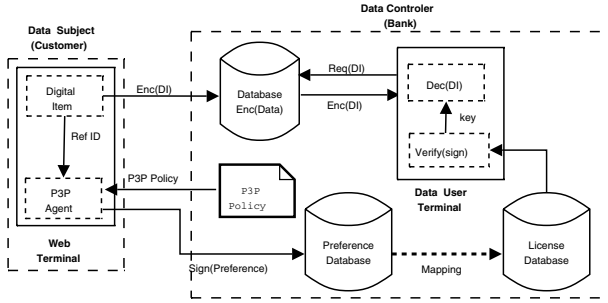 Data Controler
(Bank)
Data Subject
(Customer)
Digital
Item
Enc(DI)
Ref ID
P3P Policy
P3P
Agent
Web
Terminal
Sign(Preference)
Database
Enc(Data)
Req(DI)
Enc(DI)
Dec(DI)
key
Verify(sign)
Data User
Terminal
P3P
Policy
Preference
Database
Mapping
License
Database